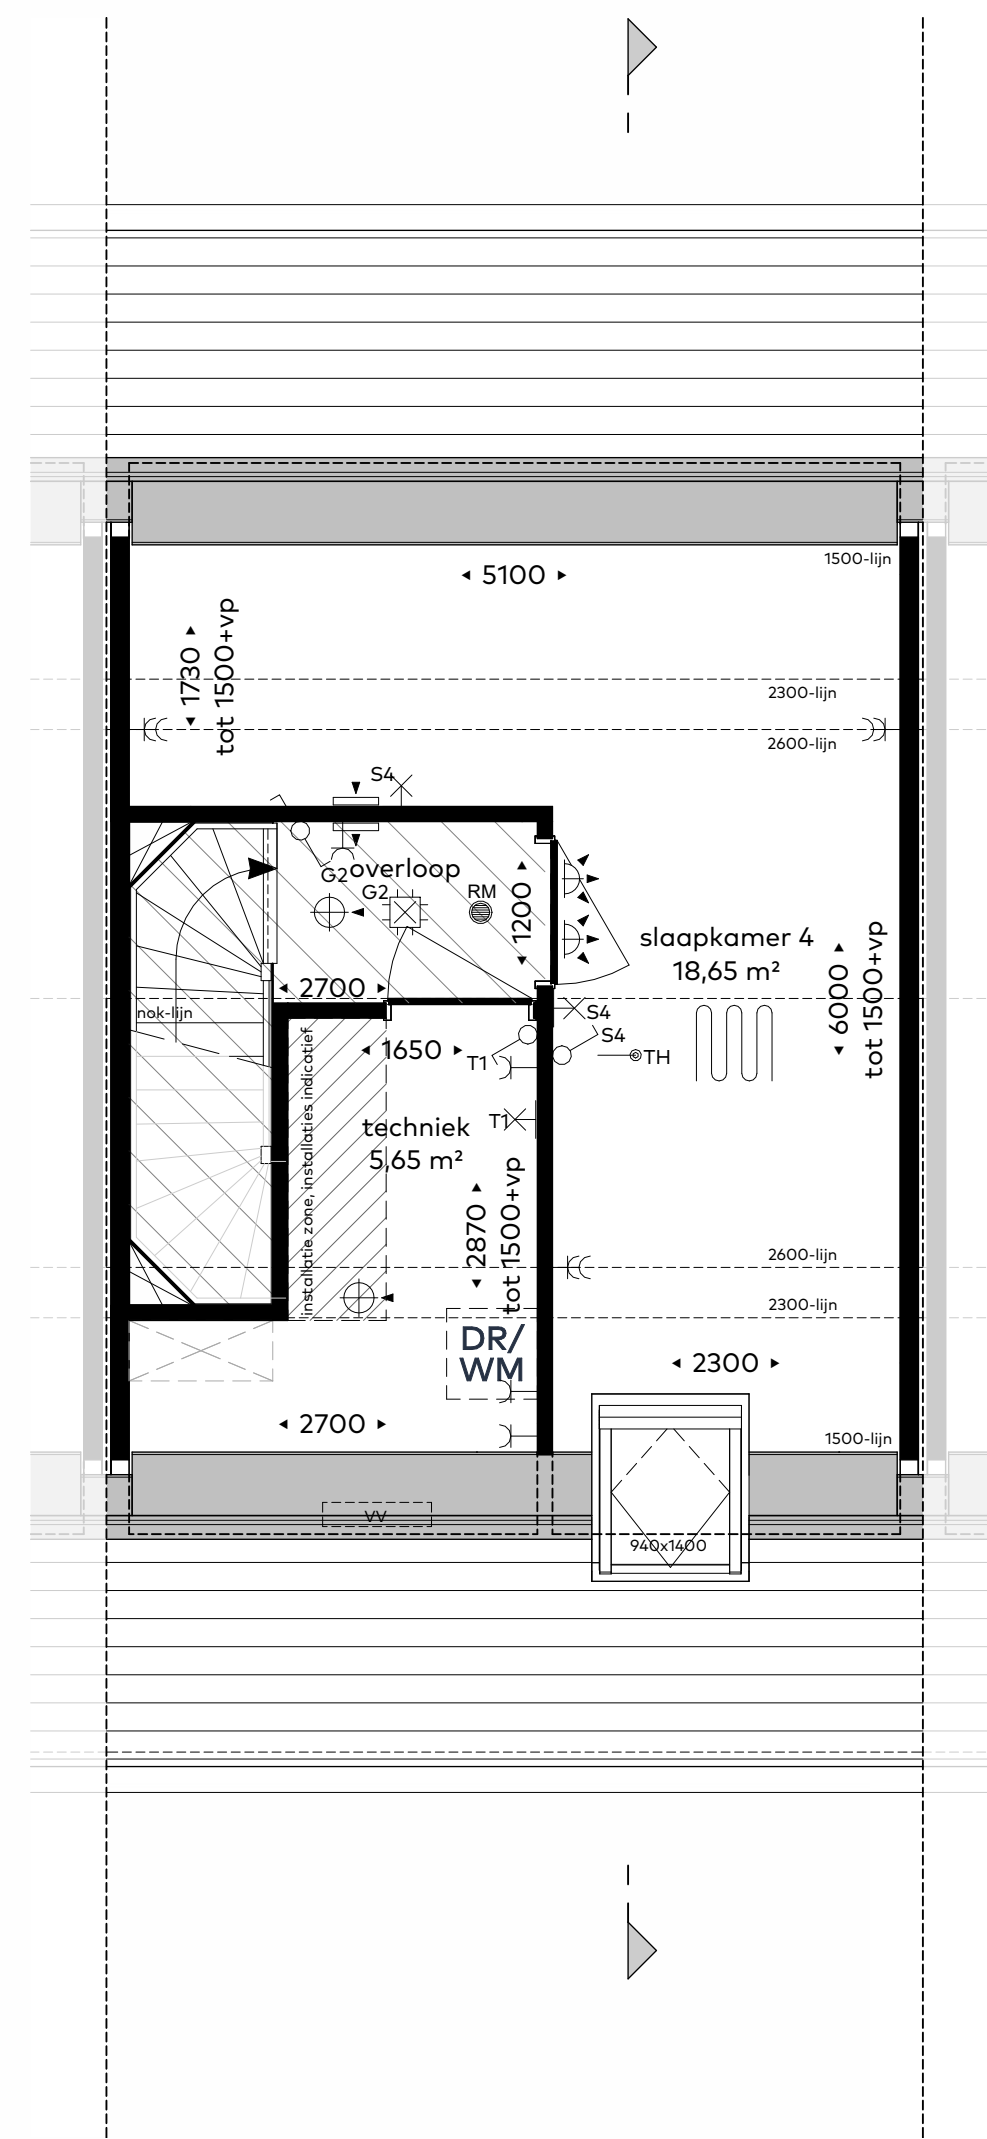 1500-lijn
5100
1730
tot 1500+vp
2300-lijn
2600-lijn
S4
overloop
G2
G2
RM
1200
slaapkamer 4
18,65 m²
6000
tot 1500+vp
2700
nok-lijn
S4
S4
TH
1650
T1
installatie zone, installaties indicatief
techniek
5,65 m²
T1
2870
tot 1500+vp
2600-lijn
2300-lijn
DR/
WM
2300
2700
1500-lijn
VV
940x1400